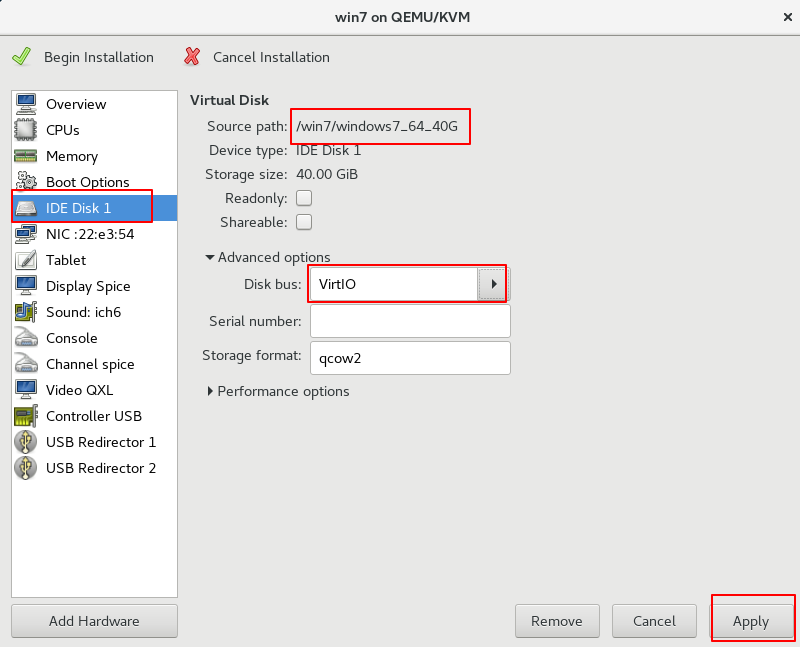 win7 on QEMU/KVM
Begin Installation
Cancel Installation
Overview
CPUs
Memory
Boot Options
IDE Disk 1
NIC :22:e3:54
Tablet
Display Spice
Sound: ich6
Console
Channel spice
Video QXL
Controller USB
USB Redirector 1
USB Redirector 2
Add Hardware
Virtual Disk
Source path: /win7/windows7_64_40G
Device type: IDE Disk 1
Storage size: 40.00 GiB
Readonly:
Shareable:
Advanced options
Disk bus: VirtIO
Serial number:
Storage format: qcow2
Performance options
Remove
Cancel
Apply